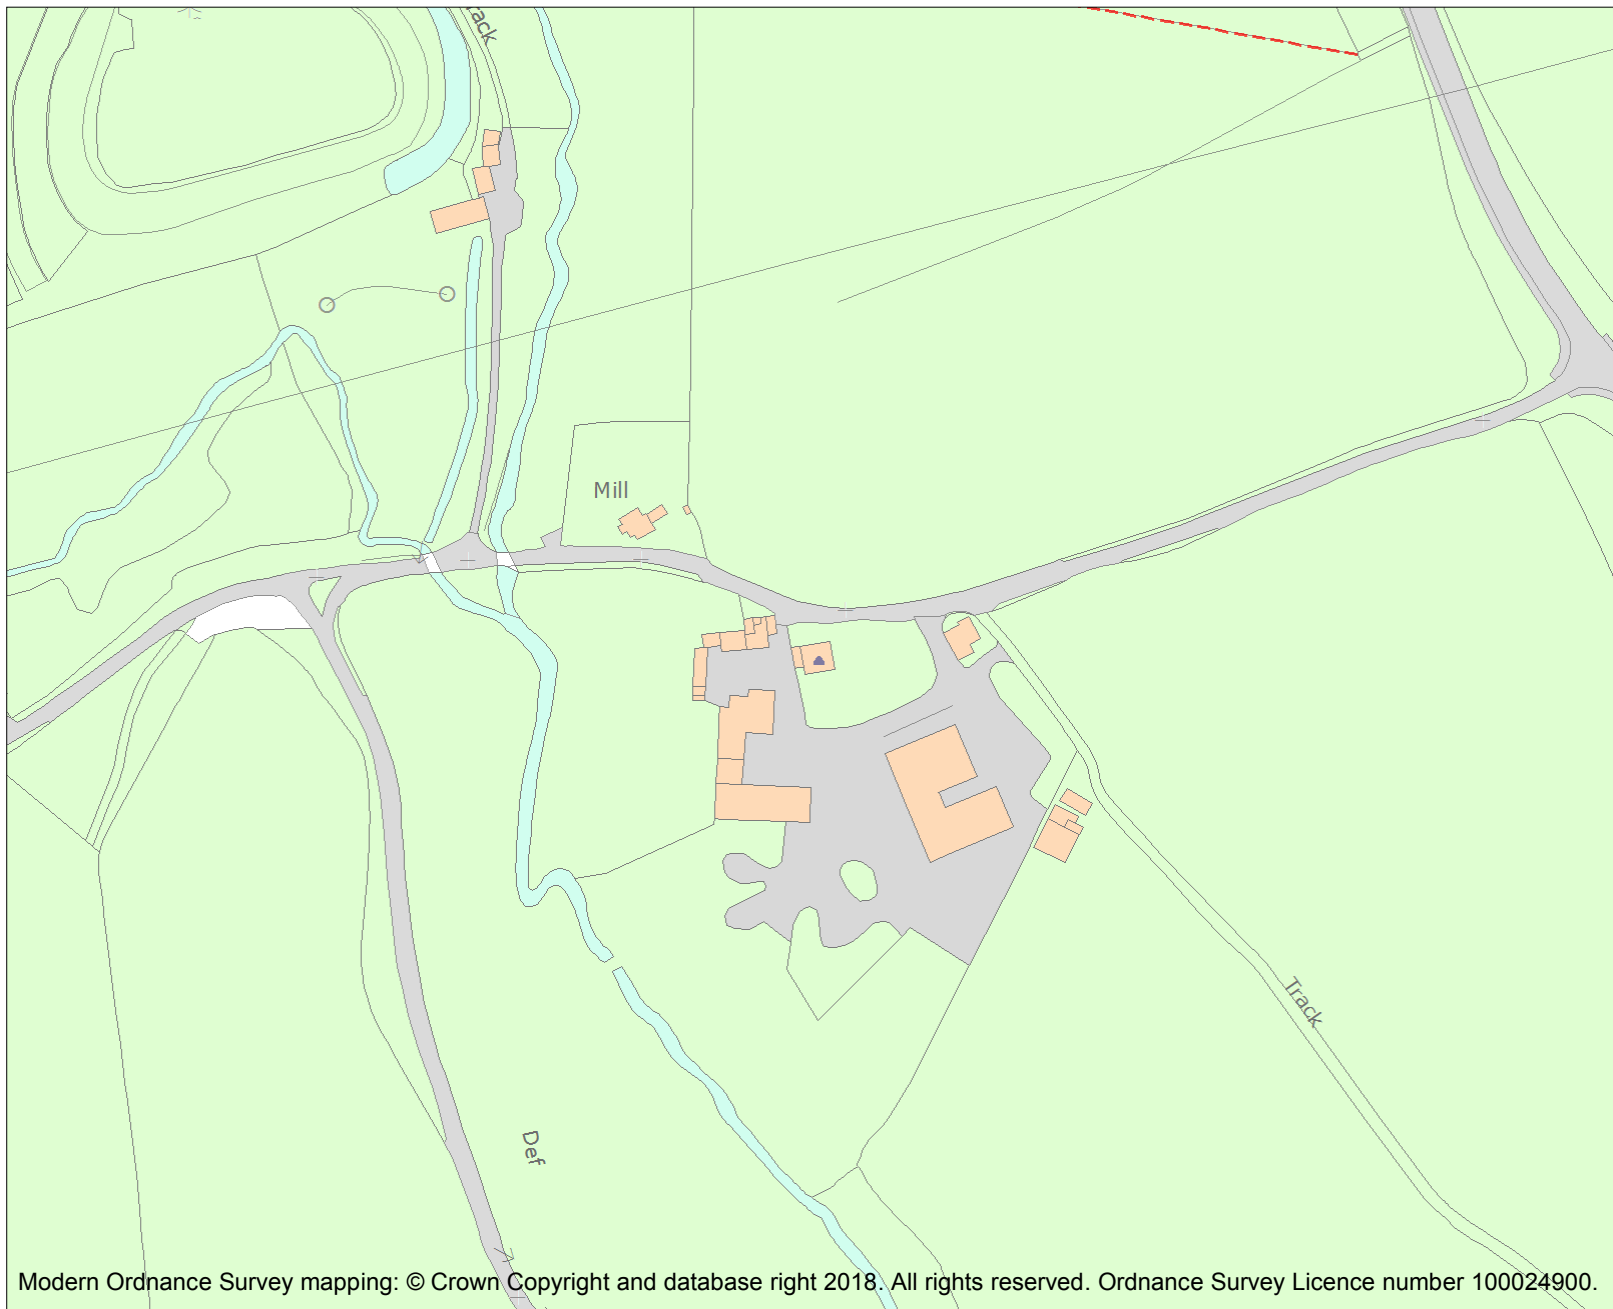 rack
Mill
Track
Def
Modern Ordnance Survey mapping: © Crown Copyright and database right 2018. All rights reserved. Ordnance Survey Licence number 100024900.